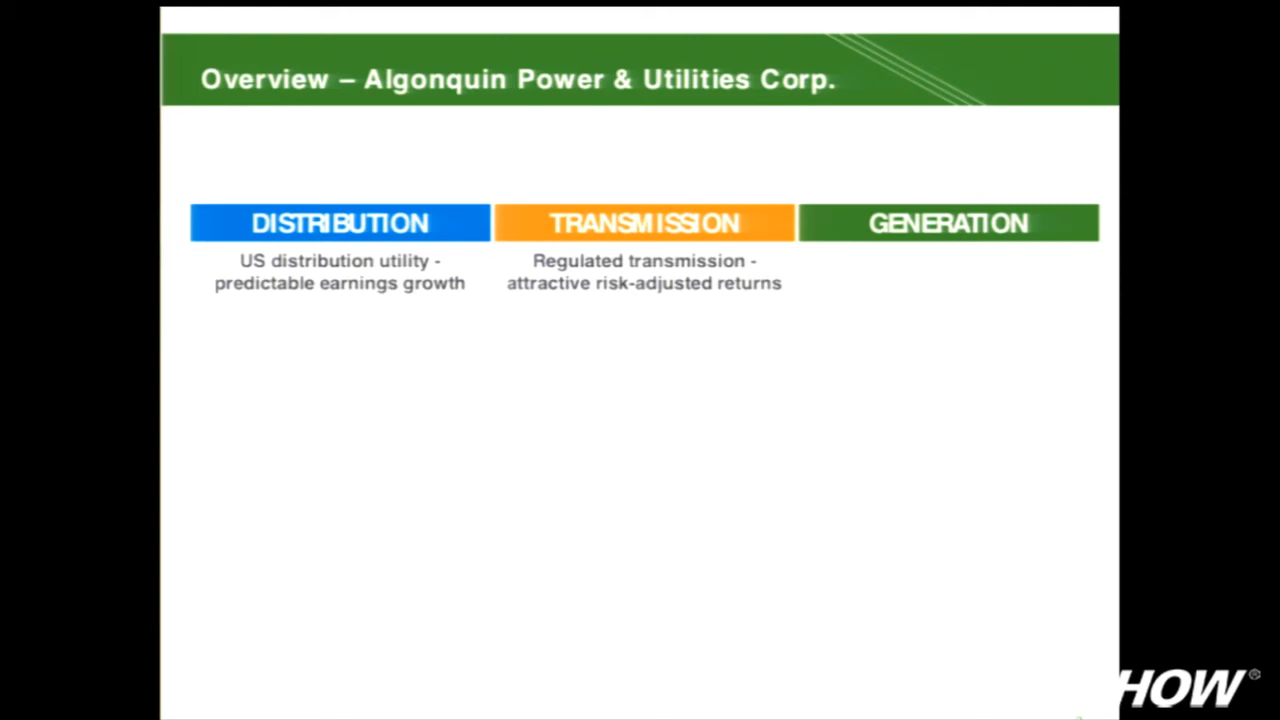 Overview – Algonquin Power & Utilities Corp.
DISTRIBUTION
TRANSMISSION
GENERATION
US distribution utility -
predictable earnings growth
Regulated transmission -
attractive risk-adjusted returns
HOW®